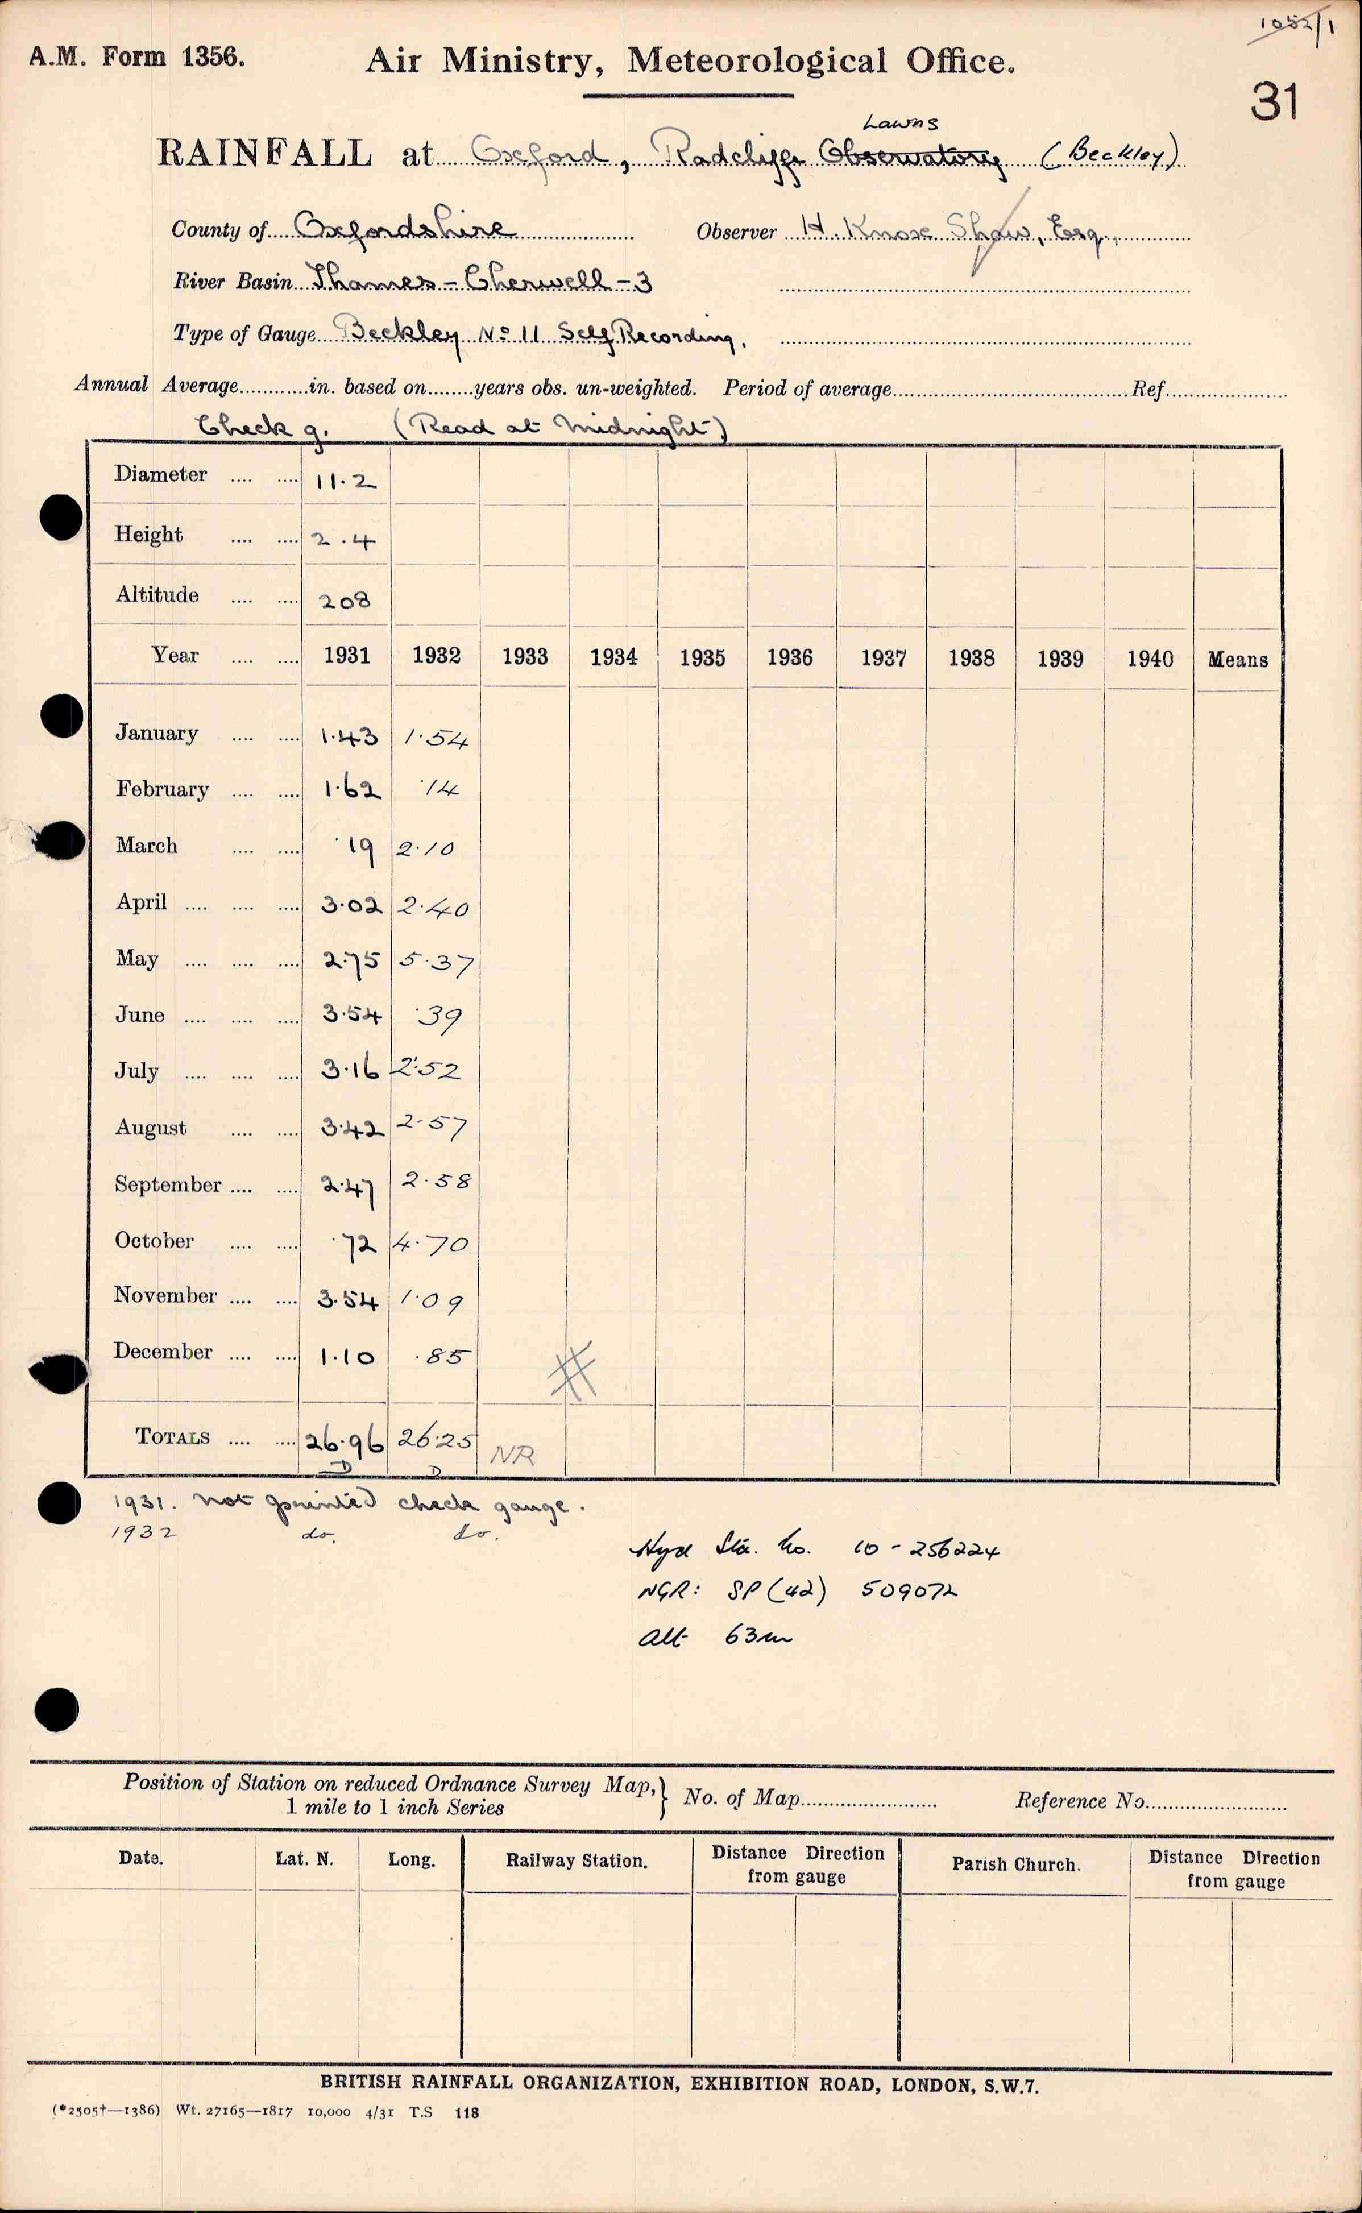 1052/1
A.M. Form 1356. Air Ministry, Meteorological Office.
31
Lawns
RAINFALL at Oxford, Radcliffe Observatory (Beckley)
County of Oxfordshire Observer H. Knox Shaw, Esq.,
River Basin Thames - Cherwell - 3
Type of Gauge Beckley No 11 Self Recording.
Annual Average............in. based on........years obs. un-weighted. Period of average.................... Ref....................
Check g. (Read at Midnight)
Diameter .... .... 11.2
Height .... .... 2.4
Altitude .... .... 208
Year .... .... 1931 1932 1933 1934 1935 1936 1937 1938 1939 1940 Means
January .... .... 1.43 1.54
February .... .... 1.62 .14
March .... .... .19 2.10
April .... .... .... 3.02 2.40
May .... .... .... 2.75 5.37
June .... .... .... 3.54 .39
July .... .... .... 3.16 2.52
August .... .... 3.42 2.57
September .... .... 2.47 2.58
October .... .... .72 4.70
November .... .... 3.54 1.09
December .... .... 1.10 .85
#
TOTALS .... .... 26.96 26.25 NR
D D
1931. not printed check gauge.
1932 do. do.
Hyd Sta. No. 10 - 256224
NGR: SP (42) 509072
Alt 63m
Position of Station on reduced Ordnance Survey Map, } No. of Map........................ Reference No.........................
1 mile to 1 inch Series
Date. Lat. N. Long. Railway Station. Distance Direction from gauge Parish Church. Distance Direction from gauge
BRITISH RAINFALL ORGANIZATION, EXHIBITION ROAD, LONDON, S.W.7.
(*2505†—1386) Wt. 27165—1817 10,000 4/31 T.S 118